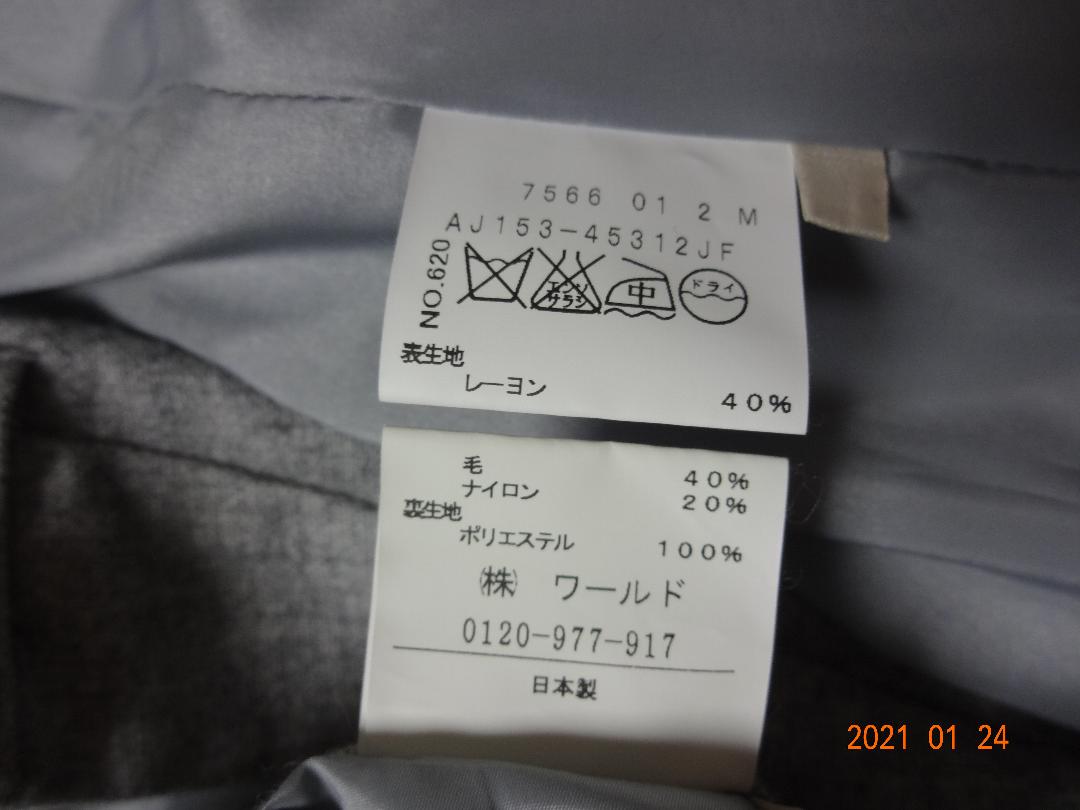 7566 01 2 M
AJ153-45312JF
NO.620
エンソ
サラシ
中
ドライ
表生地
レーヨン 40%
毛 40%
ナイロン 20%
裏生地
ポリエステル 100%
㈱ ワールド
0120-977-917
日本製
2021 01 24